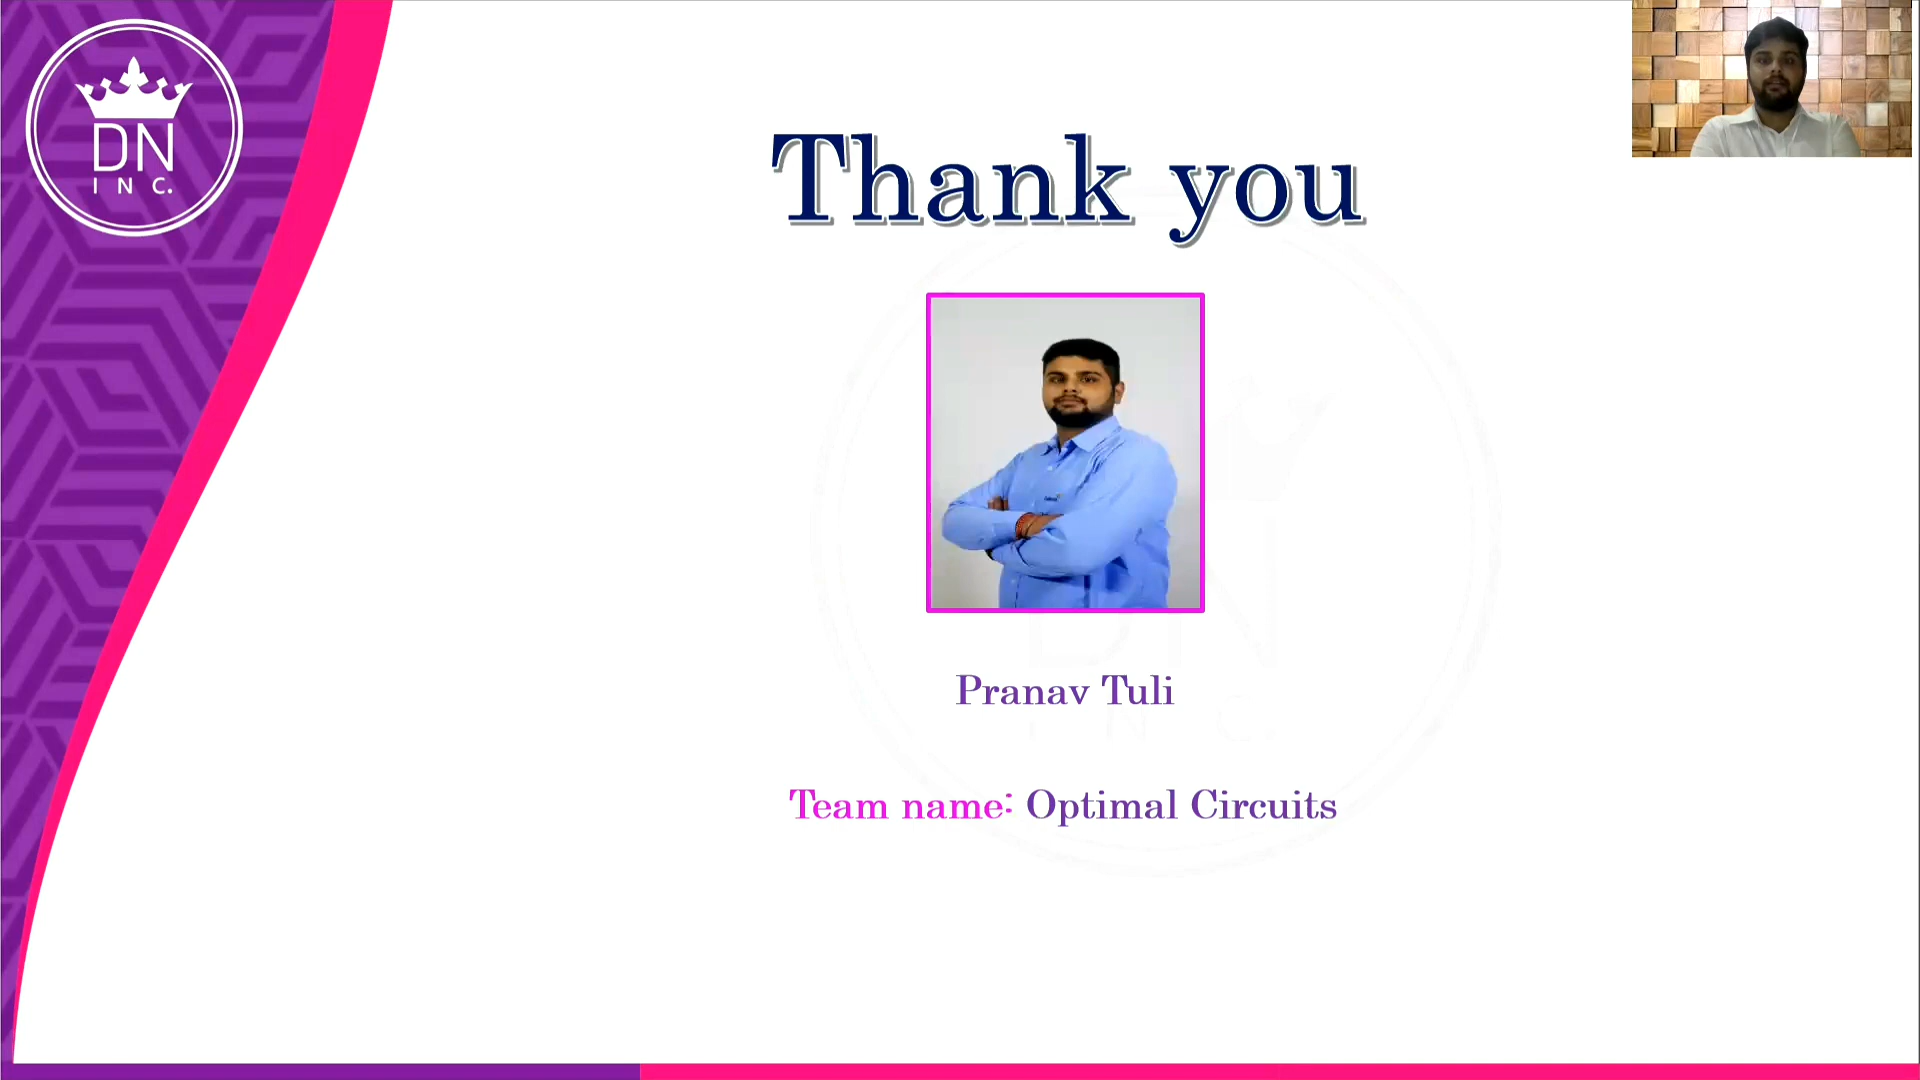 DN
INC.
Thank you
Pranav Tuli
Team name: Optimal Circuits